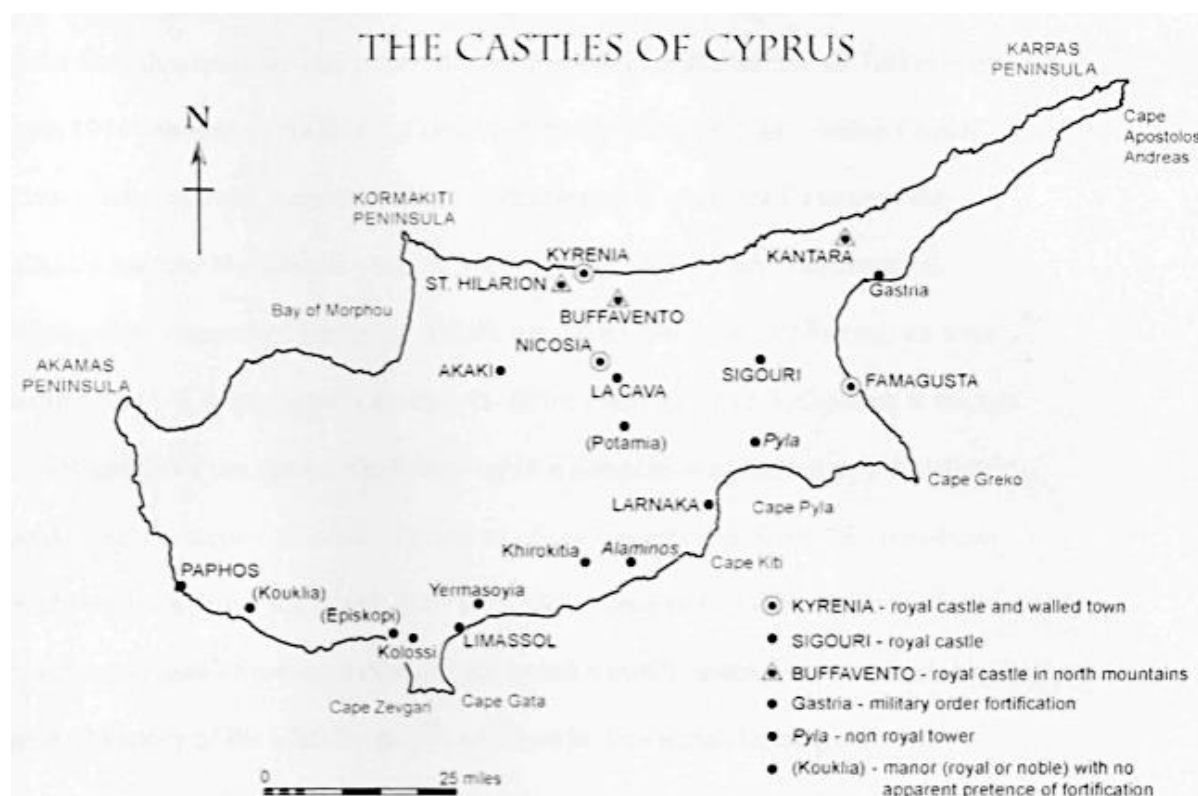 THE CASTLES OF CYPRUS
KARPAS
PENINSULA
N
Cape
Apostolos
Andreas
KORMAKITI
PENINSULA
KYRENIA
KANTARA
ST. HILARION
Gastria
BUFFAVENTO
Bay of Morphou
NICOSIA
AKAMAS
PENINSULA
AKAKI
LA CAVA
SIGOURI
FAMAGUSTA
(Potamia)
Pyla
Cape Greko
LARNAKA
Cape Pyla
Khirokitia
Alaminos
Cape Kiti
PAPHOS
(Kouklia)
Yermasoyia
(Episkopi)
LIMASSOL
Kolossi
Cape Zevgari
Cape Gata
KYRENIA - royal castle and walled town
SIGOURI - royal castle
BUFFAVENTO - royal castle in north mountains
Gastria - military order fortification
Pyla - non royal tower
(Kouklia) - manor (royal or noble) with no
apparent pretence of fortification
0 25 miles